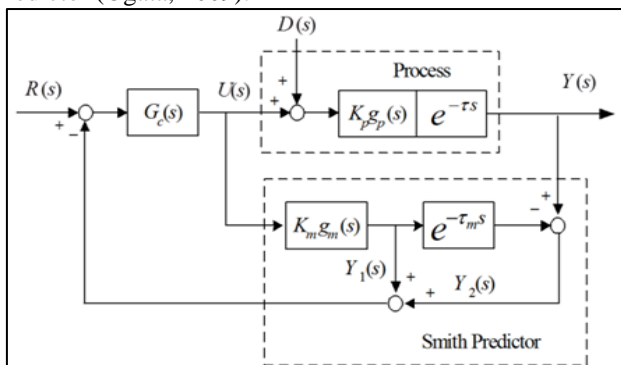 D(s)
Process
R(s)
U(s)
Y(s)
+
+
+
−
G_c(s)
K_p g_p(s)
e^{-τs}
K_m g_m(s)
e^{-τ_m s}
+
−
Y_1(s)
+
+
Y_2(s)
Smith Predictor